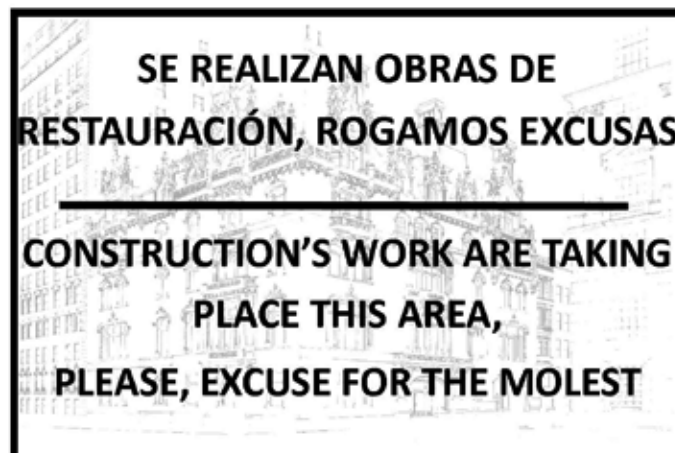 SE REALIZAN OBRAS DE
RESTAURACIÓN, ROGAMOS EXCUSAS
CONSTRUCTION’S WORK ARE TAKING
PLACE THIS AREA,
PLEASE, EXCUSE FOR THE MOLEST